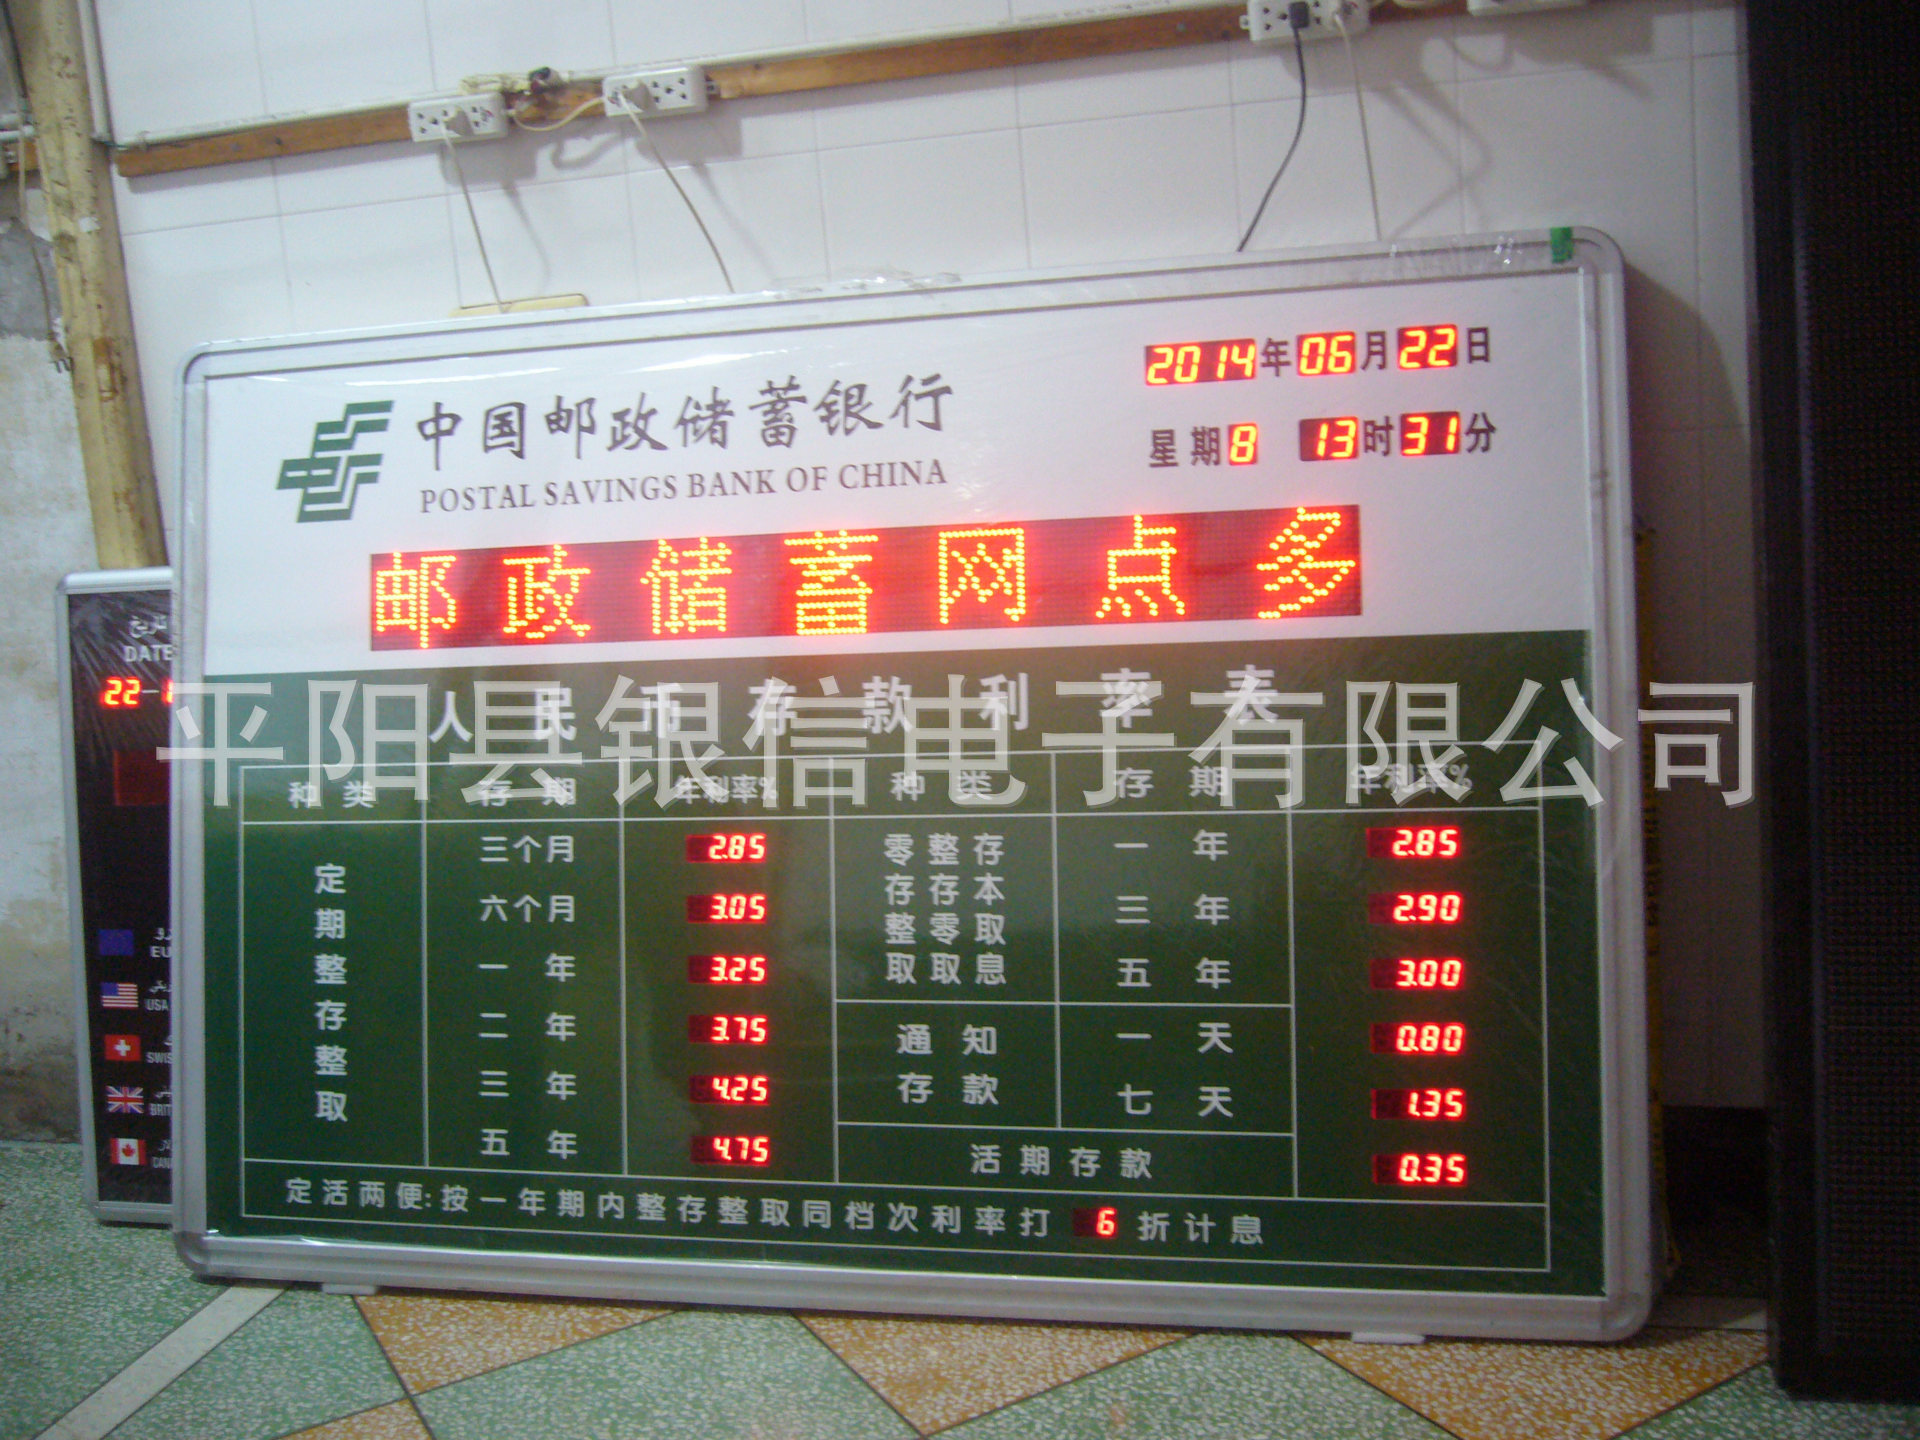 中国邮政储蓄银行
POSTAL SAVINGS BANK OF CHINA
2014年06月22日
星期8 13时31分
邮政储蓄网点多
人民币存款利率表
平阳县银信电子有限公司
种类 存期 年利率% 种类 存期 年利率%
定期整存整取
三个月 2.85
六个月 3.05
一年 3.25
二年 3.75
三年 4.25
五年 4.75
零整存
存存本
整零取
取取息
一年 2.85
三年 2.90
五年 3.00
通知
存款
一天 0.80
七天 1.35
活期存款 0.35
定活两便:按一年期内整存整取同档次利率打 6 折计息
DATE
22-
EU
USA
SWIS
BRIT
CAN